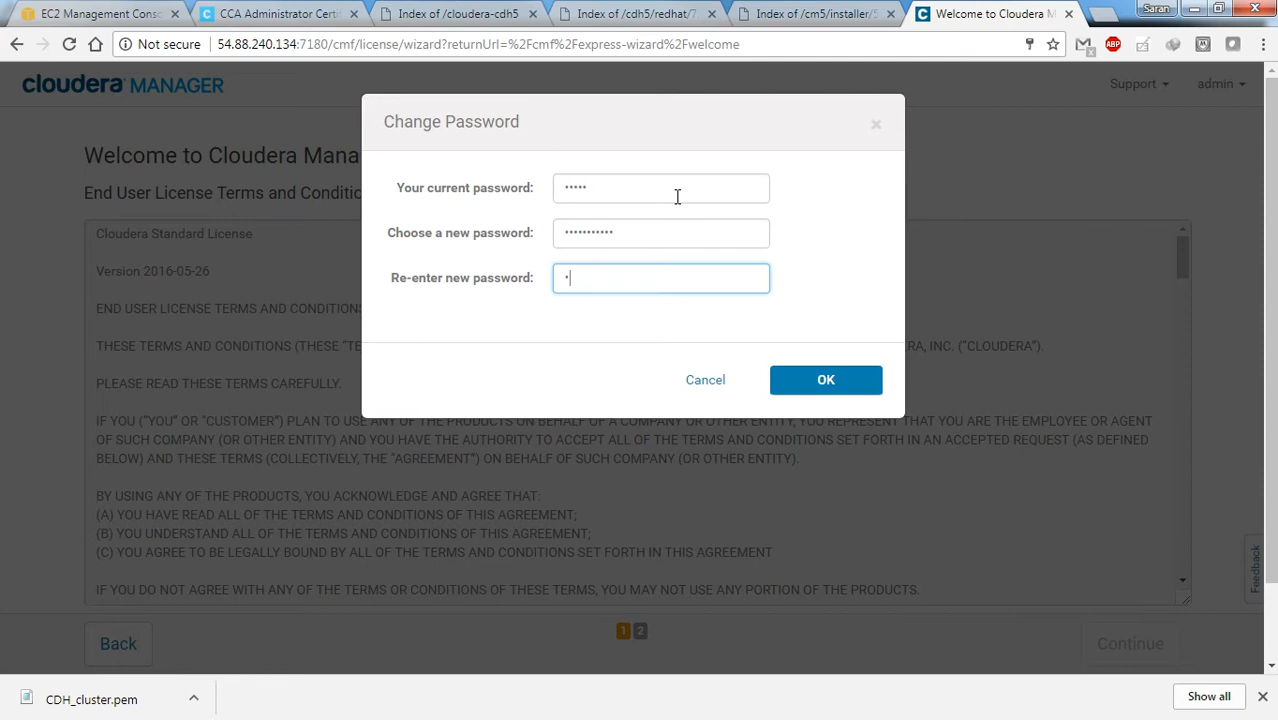 EC2 Management Consc
CCA Administrator Certif
Index of /cloudera-cdh5
Index of /cdh5/redhat/7.
Index of /cm5/installer/5
Welcome to Cloudera M
Saran
Not secure
54.88.240.134:7180/cmf/license/wizard?returnUrl=%2Fcmf%2Fexpress-wizard%2Fwelcome
ABP
cloudera MANAGER
Support
admin
Change Password
Welcome to Cloudera Mana
Your current password: •••••
End User License Terms and Conditio
Choose a new password: •••••••••••
Cloudera Standard License
Version 2016-05-26
Re-enter new password: •
END USER LICENSE TERMS AND CONDITIONS
THESE TERMS AND CONDITIONS (THESE “TE
RA, INC. (“CLOUDERA”).
PLEASE READ THESE TERMS CAREFULLY.
Cancel
OK
IF YOU (“YOU” OR “CUSTOMER”) PLAN TO USE ANY OF THE PRODUCTS ON BEHALF OF A COMPANY OR OTHER ENTITY, YOU REPRESENT THAT YOU ARE THE EMPLOYEE OR AGENT
OF SUCH COMPANY (OR OTHER ENTITY) AND YOU HAVE THE AUTHORITY TO ACCEPT ALL OF THE TERMS AND CONDITIONS SET FORTH IN AN ACCEPTED REQUEST (AS DEFINED
BELOW) AND THESE TERMS (COLLECTIVELY, THE “AGREEMENT”) ON BEHALF OF SUCH COMPANY (OR OTHER ENTITY).
BY USING ANY OF THE PRODUCTS, YOU ACKNOWLEDGE AND AGREE THAT:
(A) YOU HAVE READ ALL OF THE TERMS AND CONDITIONS OF THIS AGREEMENT;
(B) YOU UNDERSTAND ALL OF THE TERMS AND CONDITIONS OF THIS AGREEMENT;
(C) YOU AGREE TO BE LEGALLY BOUND BY ALL OF THE TERMS AND CONDITIONS SET FORTH IN THIS AGREEMENT
Feedback
IF YOU DO NOT AGREE WITH ANY OF THE TERMS OR CONDITIONS OF THESE TERMS, YOU MAY NOT USE ANY PORTION OF THE PRODUCTS.
Back
1 2
Continue
CDH_cluster.pem
Show all